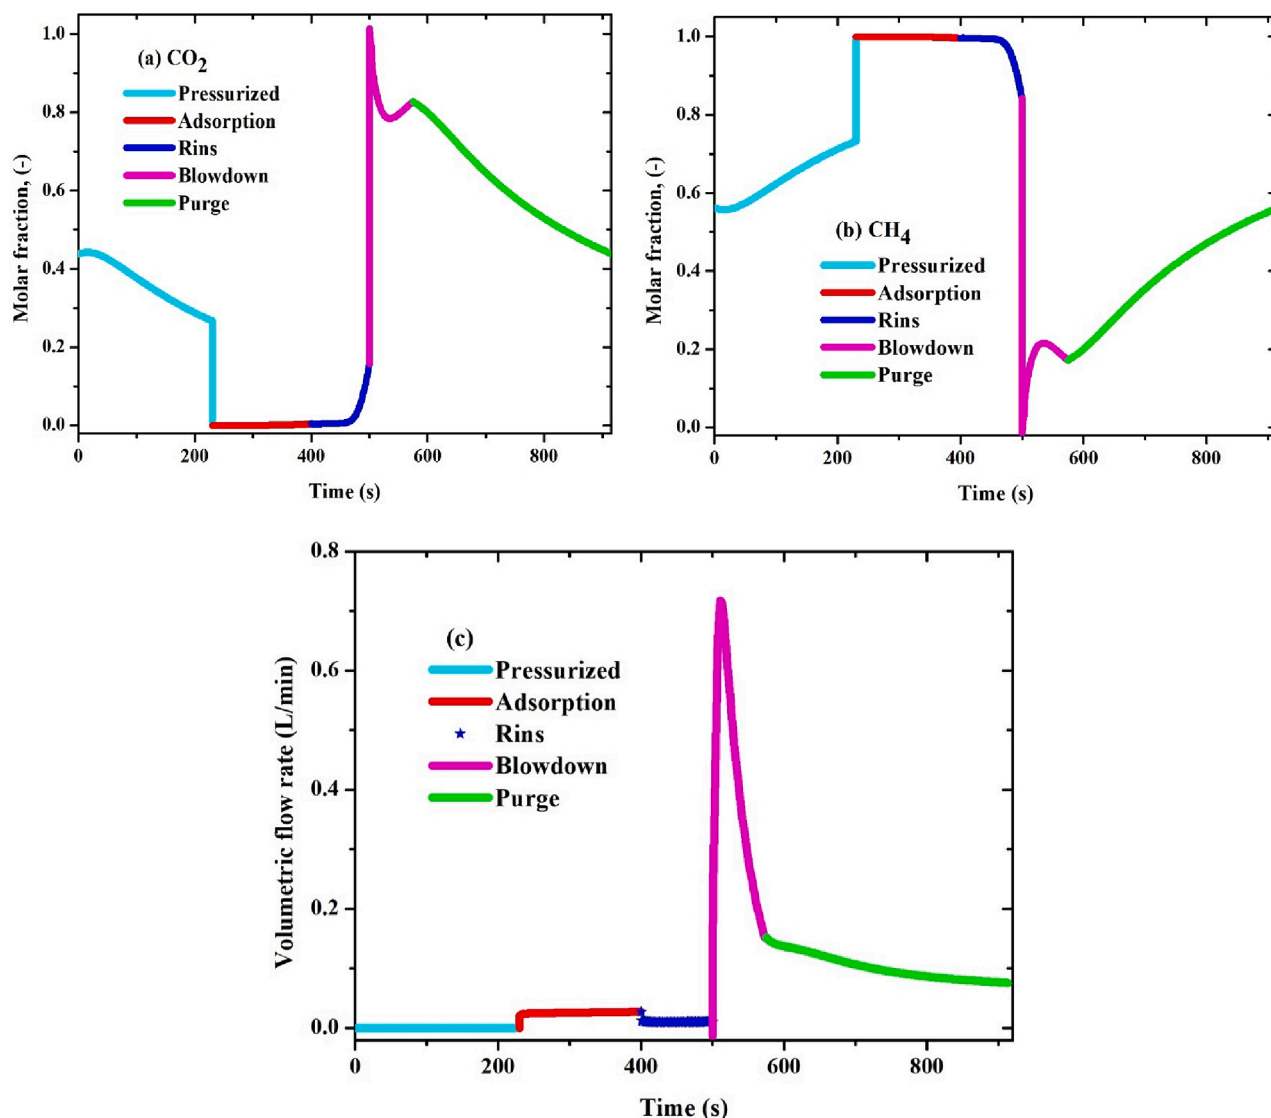 (a) CO2
Pressurized
Adsorption
Rins
Blowdown
Purge
Molar fraction, (-)
1.0
0.8
0.6
0.4
0.2
0.0
0 200 400 600 800
Time (s)
(b) CH4
Pressurized
Adsorption
Rins
Blowdown
Purge
Molar fraction, (-)
1.0
0.8
0.6
0.4
0.2
0.0
0 200 400 600 800
Time (s)
(c)
Pressurized
Adsorption
Rins
Blowdown
Purge
Volumetric flow rate (L/min)
0.8
0.6
0.4
0.2
0.0
0 200 400 600 800
Time (s)